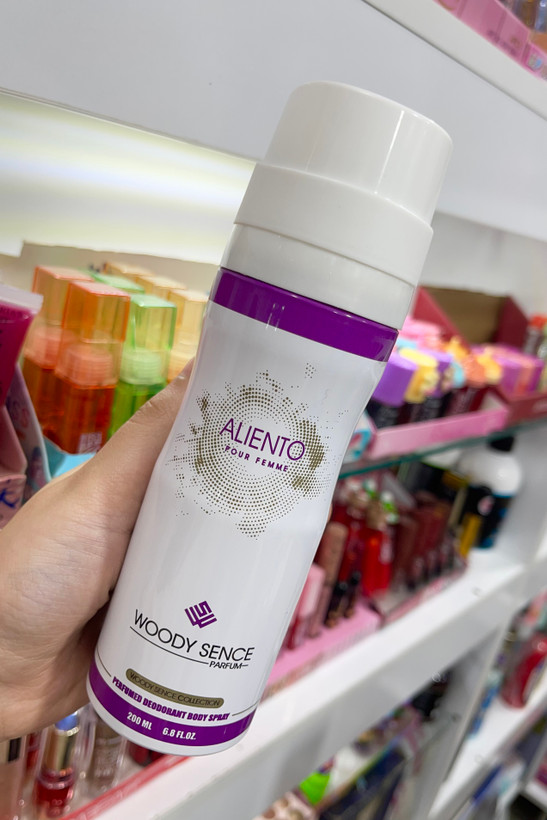 ALIENTO
POUR FEMME
WOODY SENCE
PARFUM
WOODY SENCE COLLECTION
PERFUMED DEODORANT BODY SPRAY
200 ML 6.8 Fl.OZ.